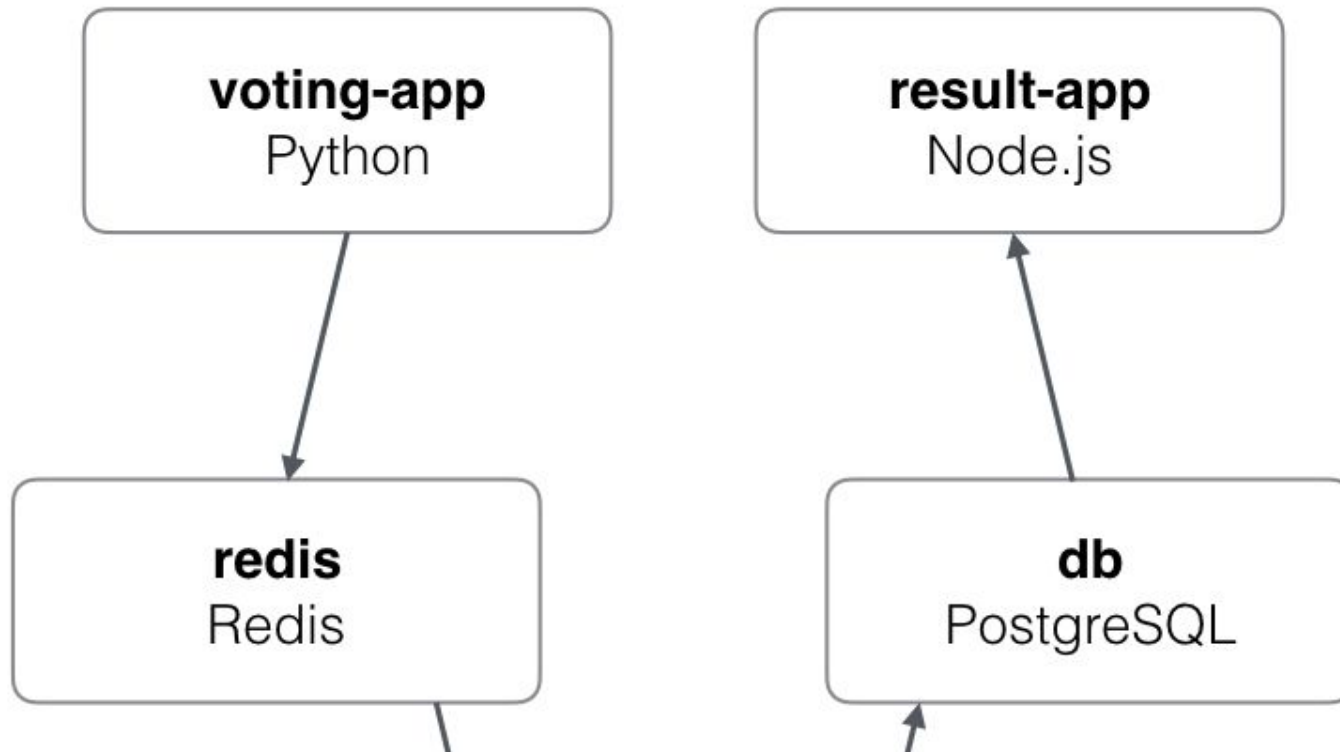 voting-app
Python
result-app
Node.js
redis
Redis
db
PostgreSQL